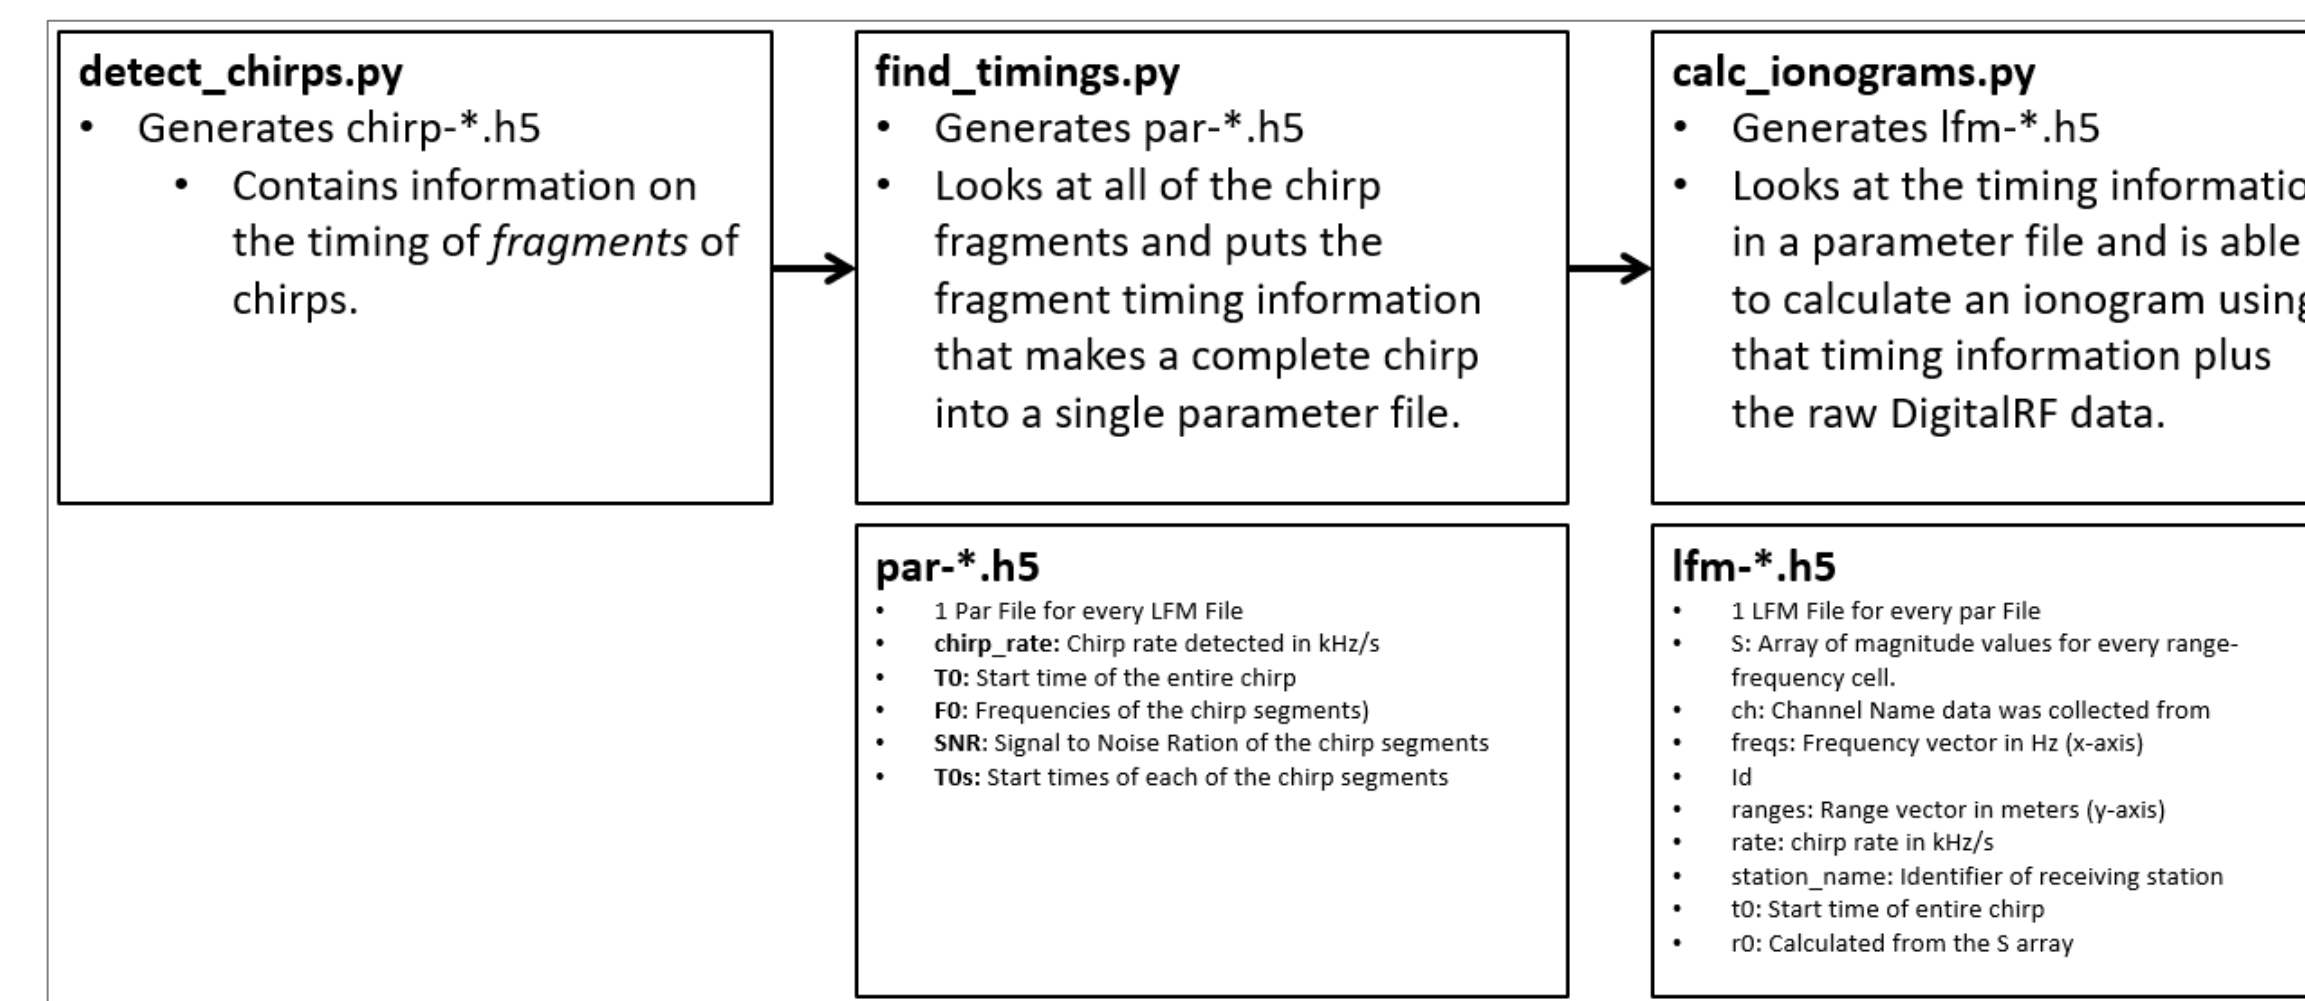 detect_chirps.py
• Generates chirp-*.h5
• Contains information on
the timing of fragments of
chirps.
find_timings.py
• Generates par-*.h5
• Looks at all of the chirp
fragments and puts the
fragment timing information
that makes a complete chirp
into a single parameter file.
calc_ionograms.py
• Generates lfm-*.h5
• Looks at the timing informatio
in a parameter file and is able
to calculate an ionogram using
that timing information plus
the raw DigitalRF data.
par-*.h5
• 1 Par File for every LFM File
• chirp_rate: Chirp rate detected in kHz/s
• T0: Start time of the entire chirp
• F0: Frequencies of the chirp segments)
• SNR: Signal to Noise Ration of the chirp segments
• T0s: Start times of each of the chirp segments
lfm-*.h5
• 1 LFM File for every par File
• S: Array of magnitude values for every range-
frequency cell.
• ch: Channel Name data was collected from
• freqs: Frequency vector in Hz (x-axis)
• Id
• ranges: Range vector in meters (y-axis)
• rate: chirp rate in kHz/s
• station_name: Identifier of receiving station
• t0: Start time of entire chirp
• r0: Calculated from the S array